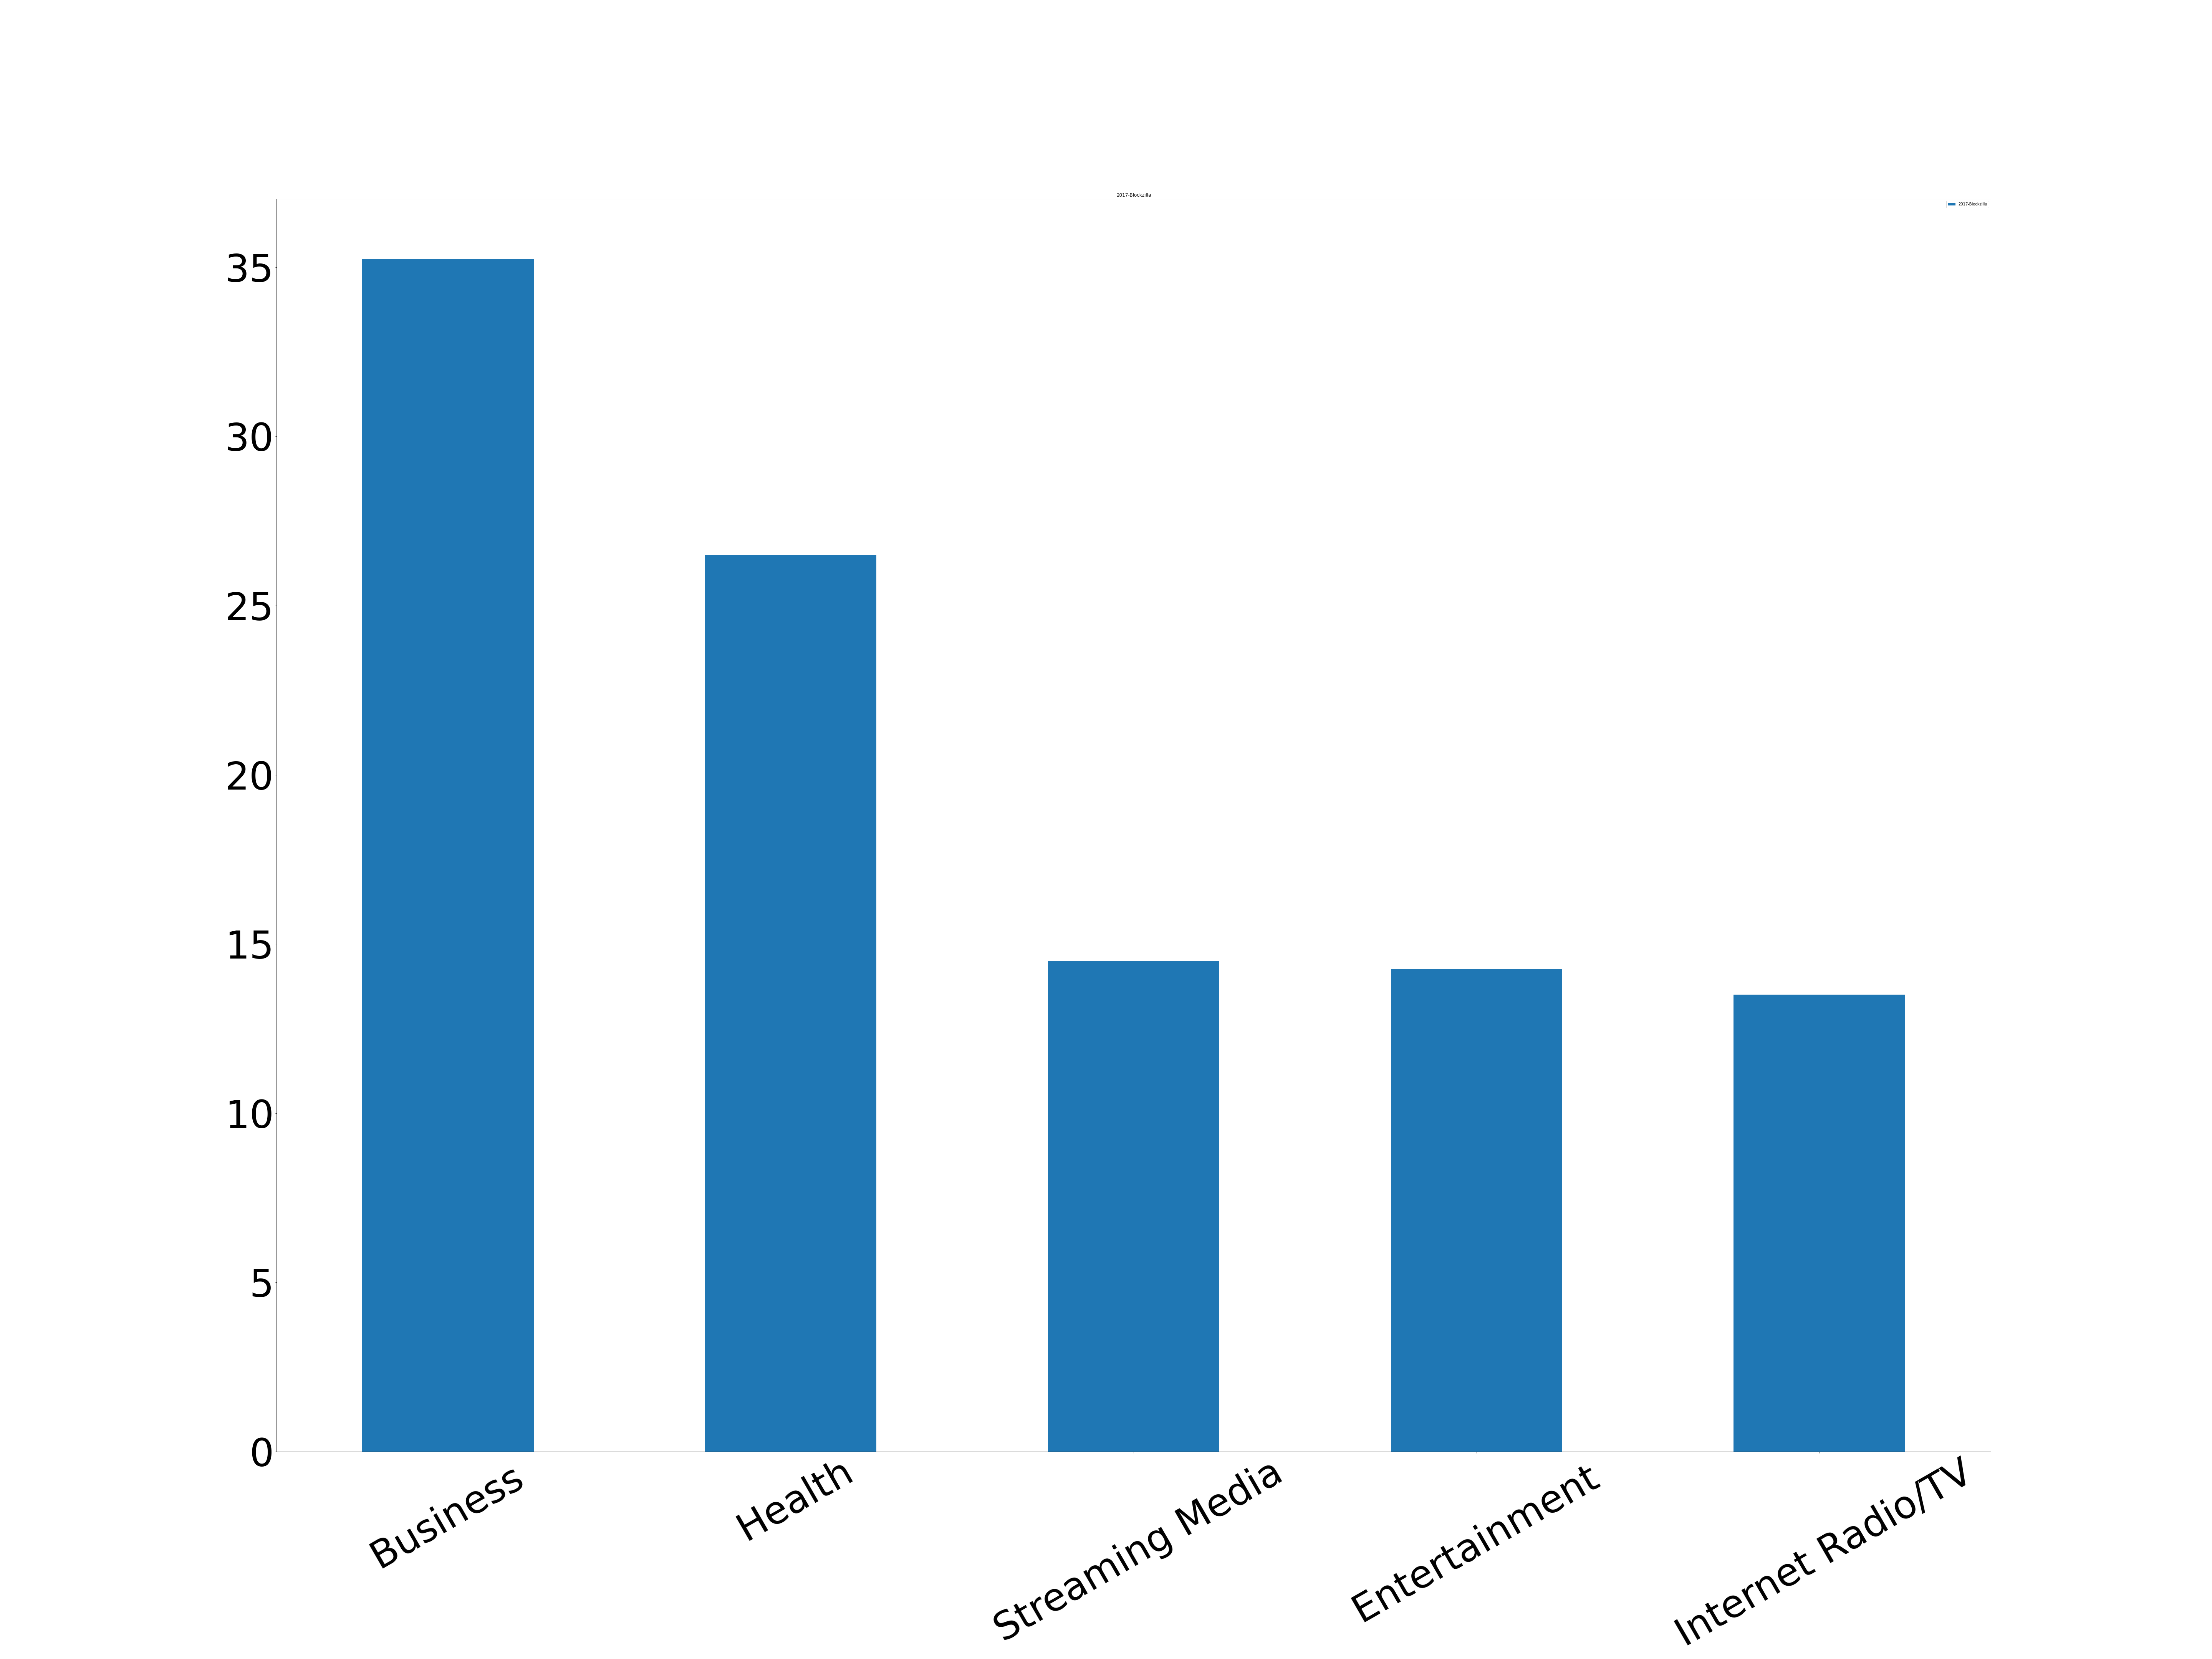 2017-Blockzilla
2017-Blockzilla
35
30
25
20
15
10
5
0
Business
Health
Streaming Media
Entertainment
Internet Radio/TV